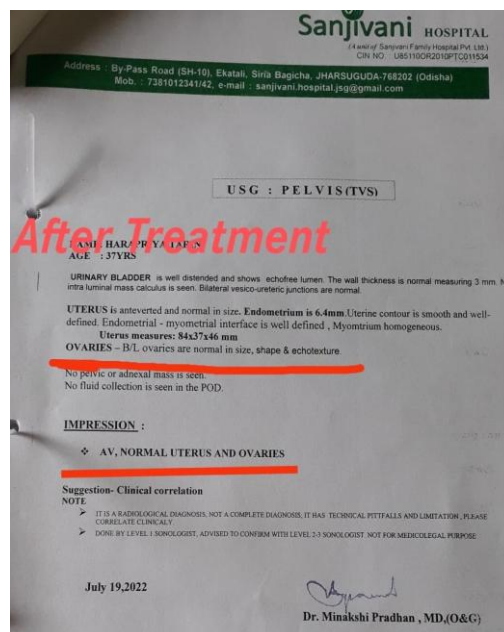 Sanjivani HOSPITAL
(A unit of Sanjivani Family Hospital Pvt. Ltd.)
CIN NO. U85110OR2010PTC011534
Address : By-Pass Road (SH-10), Ekatali, Siria Bagicha, JHARSUGUDA-768202 (Odisha)
Mob. : 7381012341/42, e-mail : sanjivani.hospital.jsg@gmail.com
USG : PELVIS(TVS)
After Treatment
AGE : 37YRS
URINARY BLADDER is well distended and shows echofree lumen. The wall thickness is normal measuring 3 mm. N
intra luminal mass calculus is seen. Bilateral vesico-ureteric junctions are normal.
UTERUS is anteverted and normal in size. Endometrium is 6.4mm.Uterine contour is smooth and well-
defined. Endometrial - myometrial interface is well defined , Myomtrium homogeneous.
Uterus measures: 84x37x46 mm
OVARIES – B/L ovaries are normal in size, shape & echotexture
No pelvic or adnexal mass is seen.
No fluid collection is seen in the POD.
IMPRESSION :
❖ AV, NORMAL UTERUS AND OVARIES
Suggestion- Clinical correlation
NOTE
➢ IT IS A RADIOLOGICAL DIAGNOSIS, NOT A COMPLETE DIAGNOSIS, IT HAS TECHNICAL PITTFALLS AND LIMITATION , PLEASE
CORRELATE CLINICALY
➢ DONE BY LEVEL 1 SONOLOGIST, ADVISED TO CONFIRM WITH LEVEL 2-3 SONOLOGIST. NOT FOR MEDICOLEGAL PURPOSE
July 19,2022
Dr. Minakshi Pradhan , MD,(O&G)